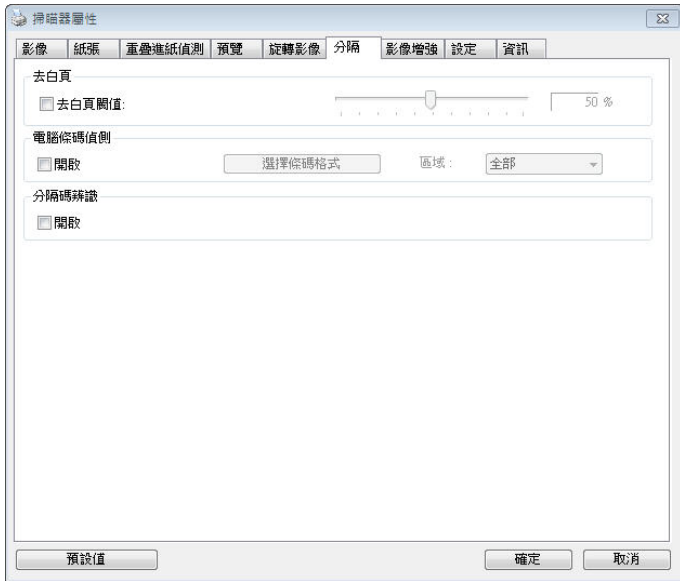 掃瞄器屬性
影像 紙張 重疊進紙偵測 預覽 旋轉影像 分隔 影像增強 設定 資訊
去白頁
去白頁閥值: 50 %
電腦條碼偵側
開啟 選擇條碼格式 區域 : 全部
分隔碼辨識
開啟
預設值 確定 取消